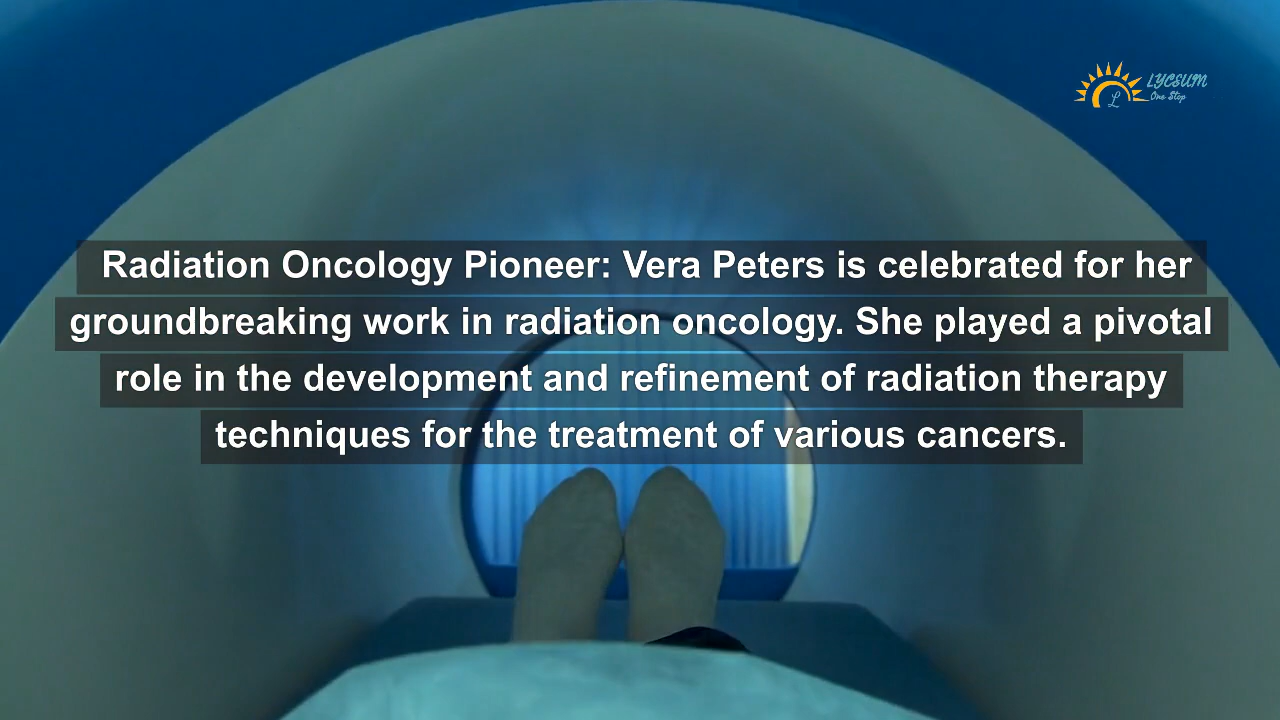 LYCSUM
One Stop
L
Radiation Oncology Pioneer: Vera Peters is celebrated for her
groundbreaking work in radiation oncology. She played a pivotal
role in the development and refinement of radiation therapy
techniques for the treatment of various cancers.